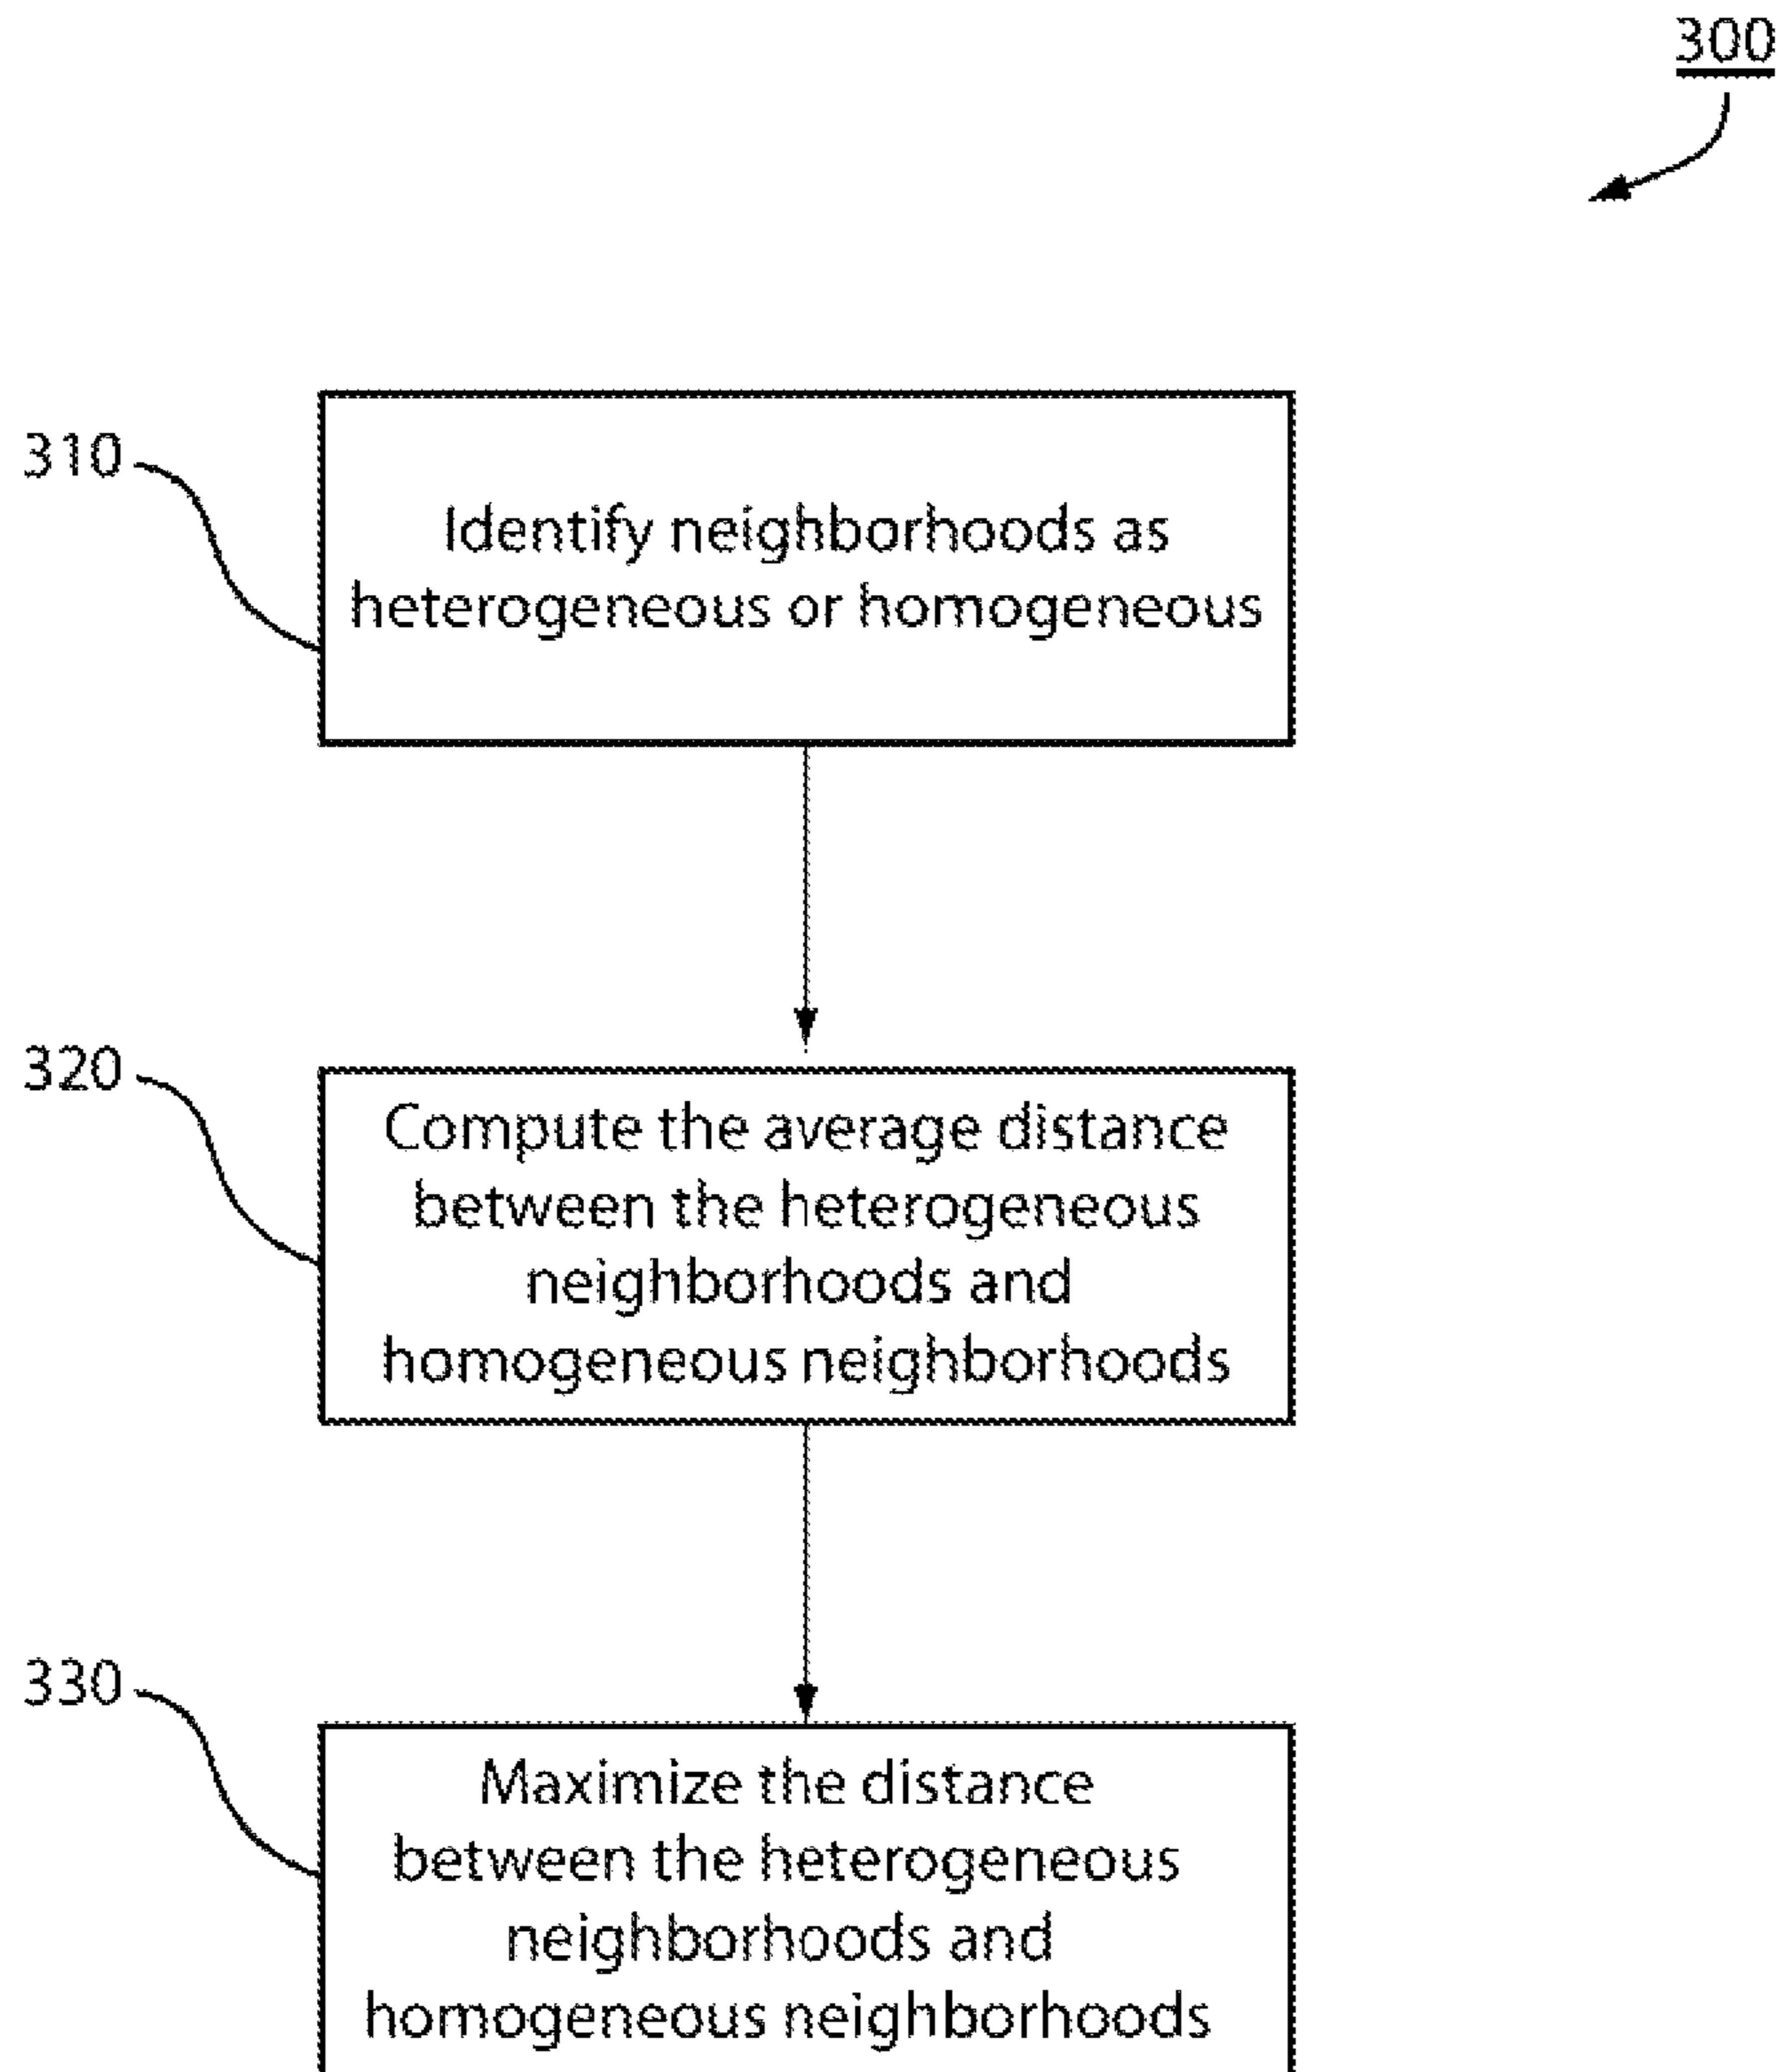 300
310
Identify neighborhoods as
heterogeneous or homogeneous
320
Compute the average distance
between the heterogeneous
neighborhoods and
homogeneous neighborhoods
330
Maximize the distance
between the heterogeneous
neighborhoods and
homogeneous neighborhoods